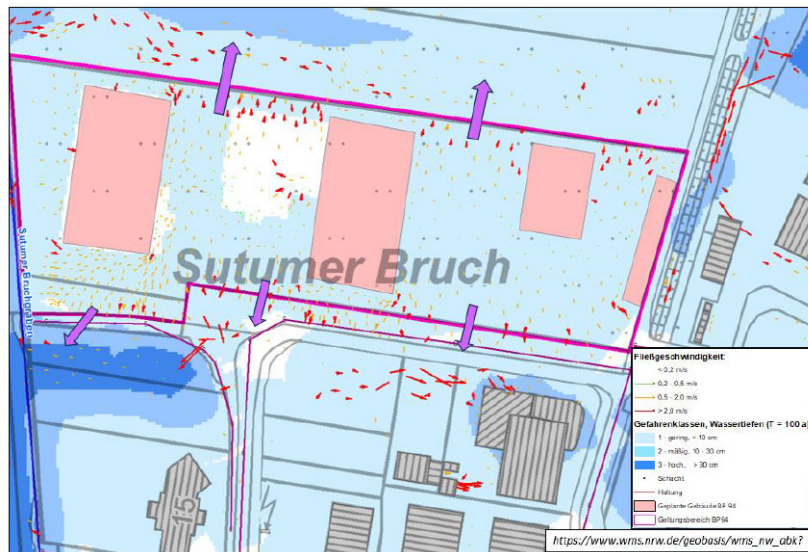 Sutumer Bruch
Sutumer Bruchgraben
15
Fließgeschwindigkeit:
< 0,2 m/s
0,2 - 0,5 m/s
0,5 - 2,0 m/s
> 2,0 m/s
Gefahrenklassen, Wassertiefen (T = 100 a)
1 - gering, < 10 cm
2 - mäßig, 10 - 30 cm
3 - hoch, > 30 cm
Schacht
Haltung
Geplante Gebäude BP 94
Geltungsbereich BP94
https://www.wms.nrw.de/geobasis/wms_nw_abk?